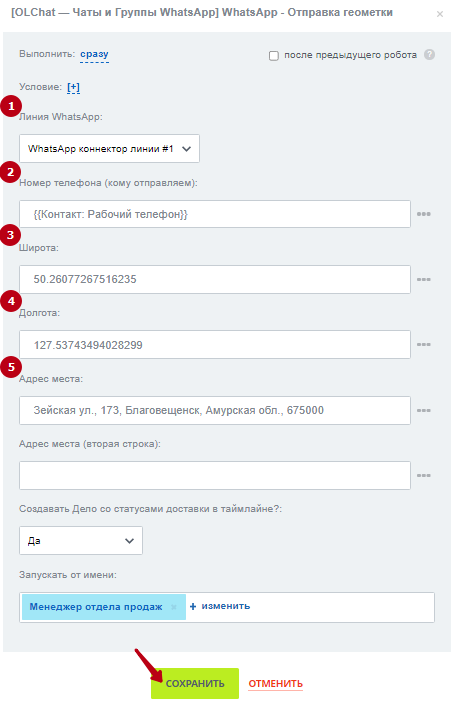 [OLChat — Чаты и Группы WhatsApp] WhatsApp - Отправка геометки ×
Выполнить: сразу после предыдущего робота ?
Условие: [+]
1
Линия WhatsApp:
WhatsApp коннектор линии #1
2
Номер телефона (кому отправляем):
{{Контакт: Рабочий телефон}} •••
3
Широта:
50.26077267516235 •••
4
Долгота:
127.53743494028299 •••
5
Адрес места:
Зейская ул., 173, Благовещенск, Амурская обл., 675000 •••
Адрес места (вторая строка):
•••
Создавать Дело со статусами доставки в таймлайне?:
Да
Запускать от имени:
Менеджер отдела продаж × + изменить
СОХРАНИТЬ ОТМЕНИТЬ